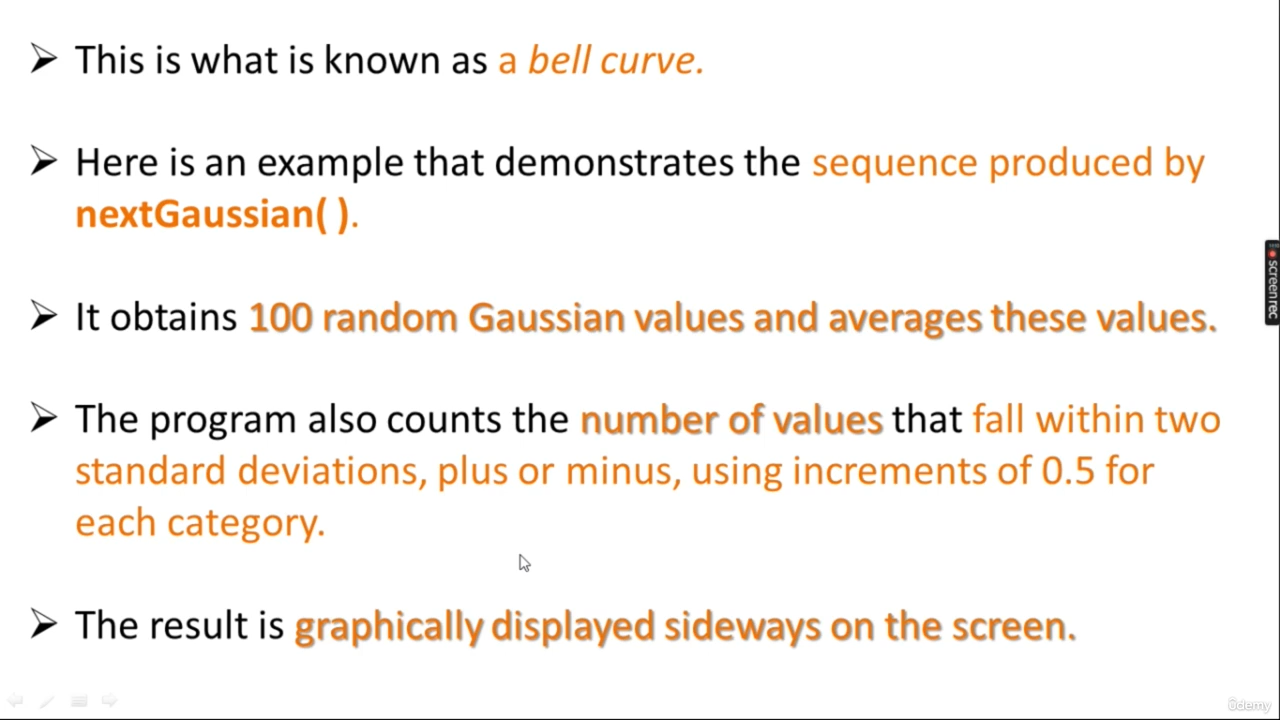 ➢ This is what is known as a bell curve.
➢ Here is an example that demonstrates the sequence produced by
nextGaussian( ).
➢ It obtains 100 random Gaussian values and averages these values.
➢ The program also counts the number of values that fall within two
standard deviations, plus or minus, using increments of 0.5 for
each category.
➢ The result is graphically displayed sideways on the screen.
screenrec
ûdemy